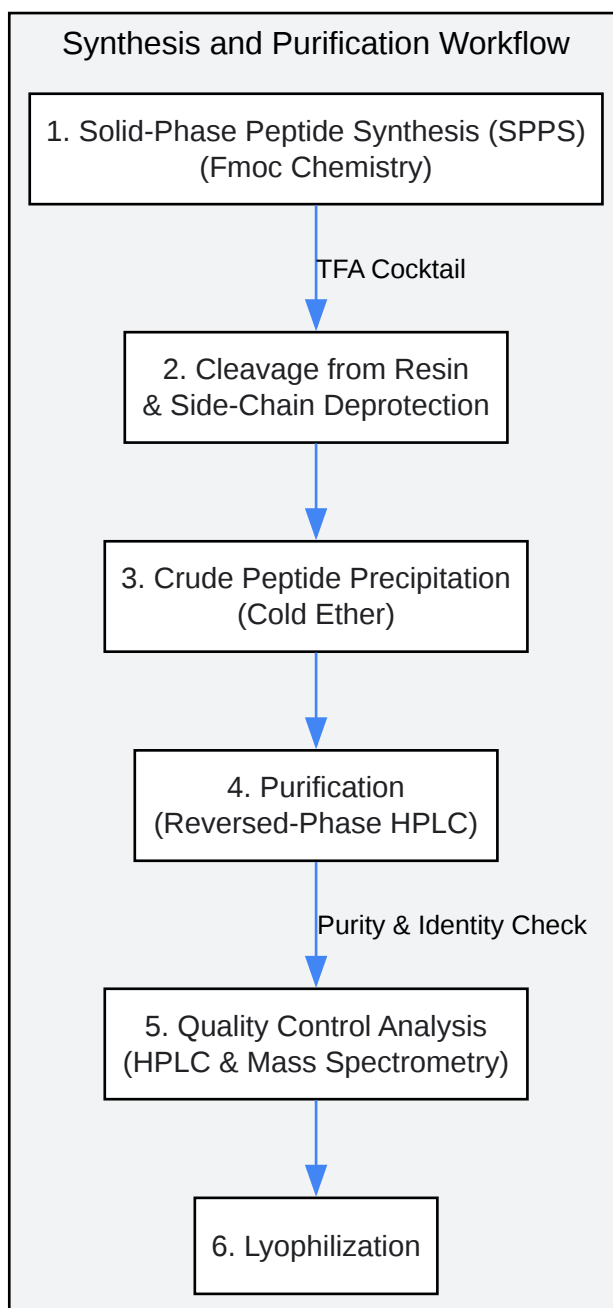 Synthesis and Purification Workflow
1. Solid-Phase Peptide Synthesis (SPPS)
(Fmoc Chemistry)
TFA Cocktail
2. Cleavage from Resin
& Side-Chain Deprotection
3. Crude Peptide Precipitation
(Cold Ether)
4. Purification
(Reversed-Phase HPLC)
Purity & Identity Check
5. Quality Control Analysis
(HPLC & Mass Spectrometry)
6. Lyophilization